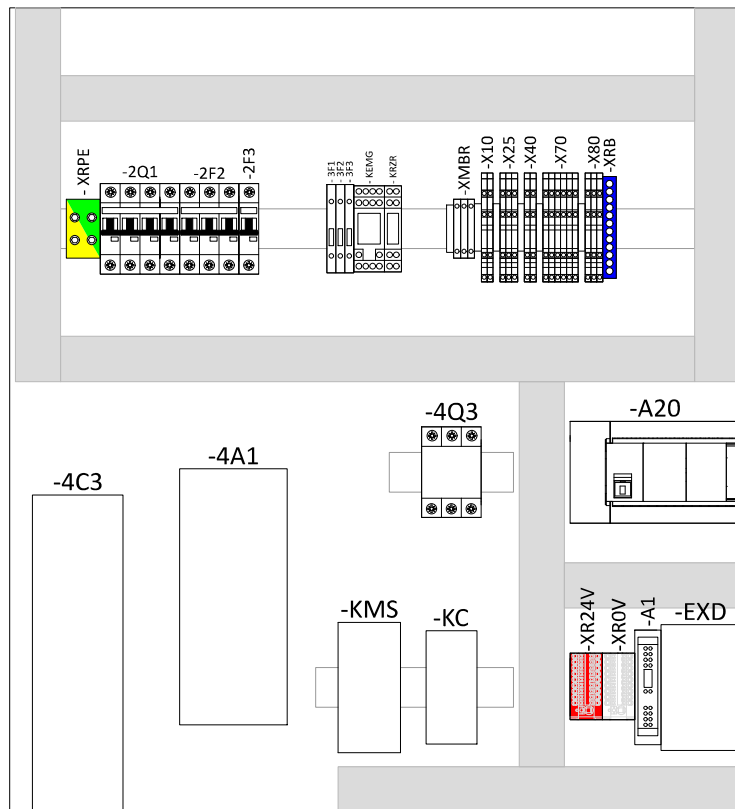 - XRPE
-2Q1
-2F2
-2F3
- 3F1
- 3F2
- 3F3
- KEMG
- KRZR
-XMBR
-X10
-X25
-X40
-X70
-X80
-XRB
-4Q3
-A20
-4A1
-4C3
-KMS
-KC
-XR24V
-XR0V
-A1
-EXD